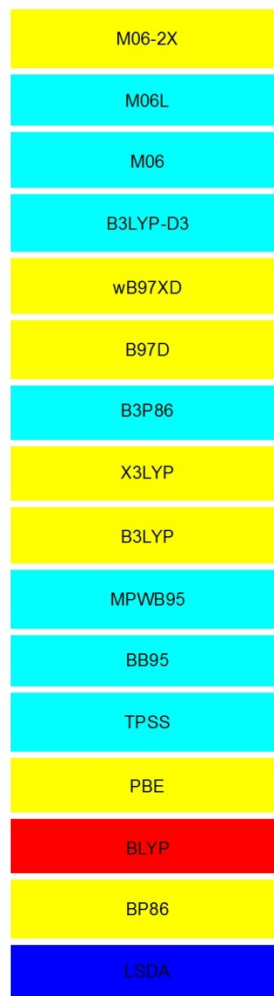 M06-2X
M06L
M06
B3LYP-D3
wB97XD
B97D
B3P86
X3LYP
B3LYP
MPWB95
BB95
TPSS
PBE
BLYP
BP86
LSDA